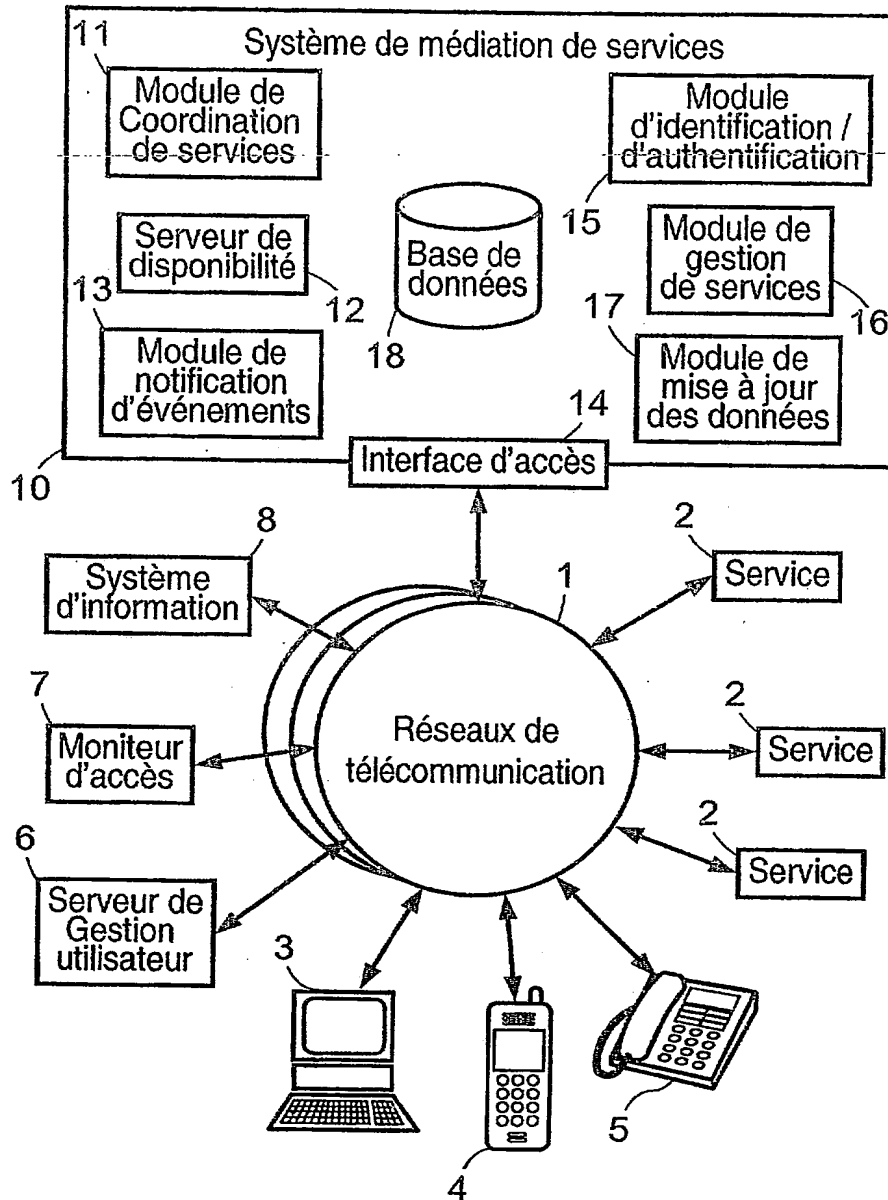 11
Système de médiation de services
Module de
Coordination
de services
Module
d'identification /
d'authentification
15
Serveur de
disponibilité
12
Base de
données
18
Module de
gestion
de services
16
13
Module de
notification
d'événements
17
Module de
mise à jour
des données
14
Interface d'accès
10
8
Système
d'information
2
Service
1
7
Moniteur
d'accès
Réseaux de
télécommunication
2
Service
6
Serveur de
Gestion
utilisateur
2
Service
3
4
5